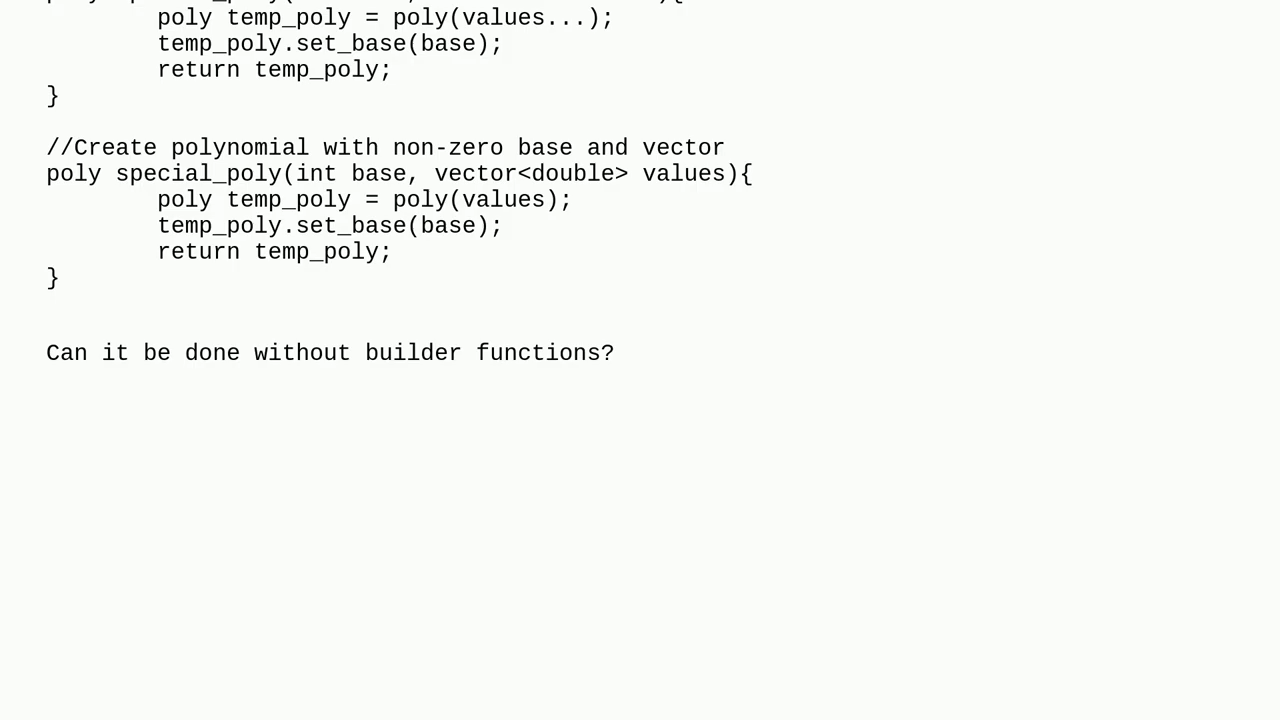 poly temp_poly = poly(values...);
temp_poly.set_base(base);
return temp_poly;
}
//Create polynomial with non-zero base and vector
poly special_poly(int base, vector<double> values){
poly temp_poly = poly(values);
temp_poly.set_base(base);
return temp_poly;
}
Can it be done without builder functions?